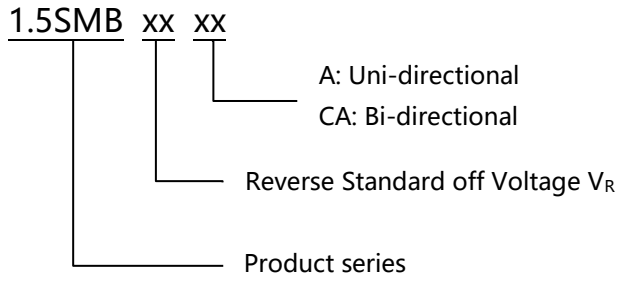 1.5SMB xx xx
A: Uni-directional
CA: Bi-directional
Reverse Standard off Voltage VR
Product series